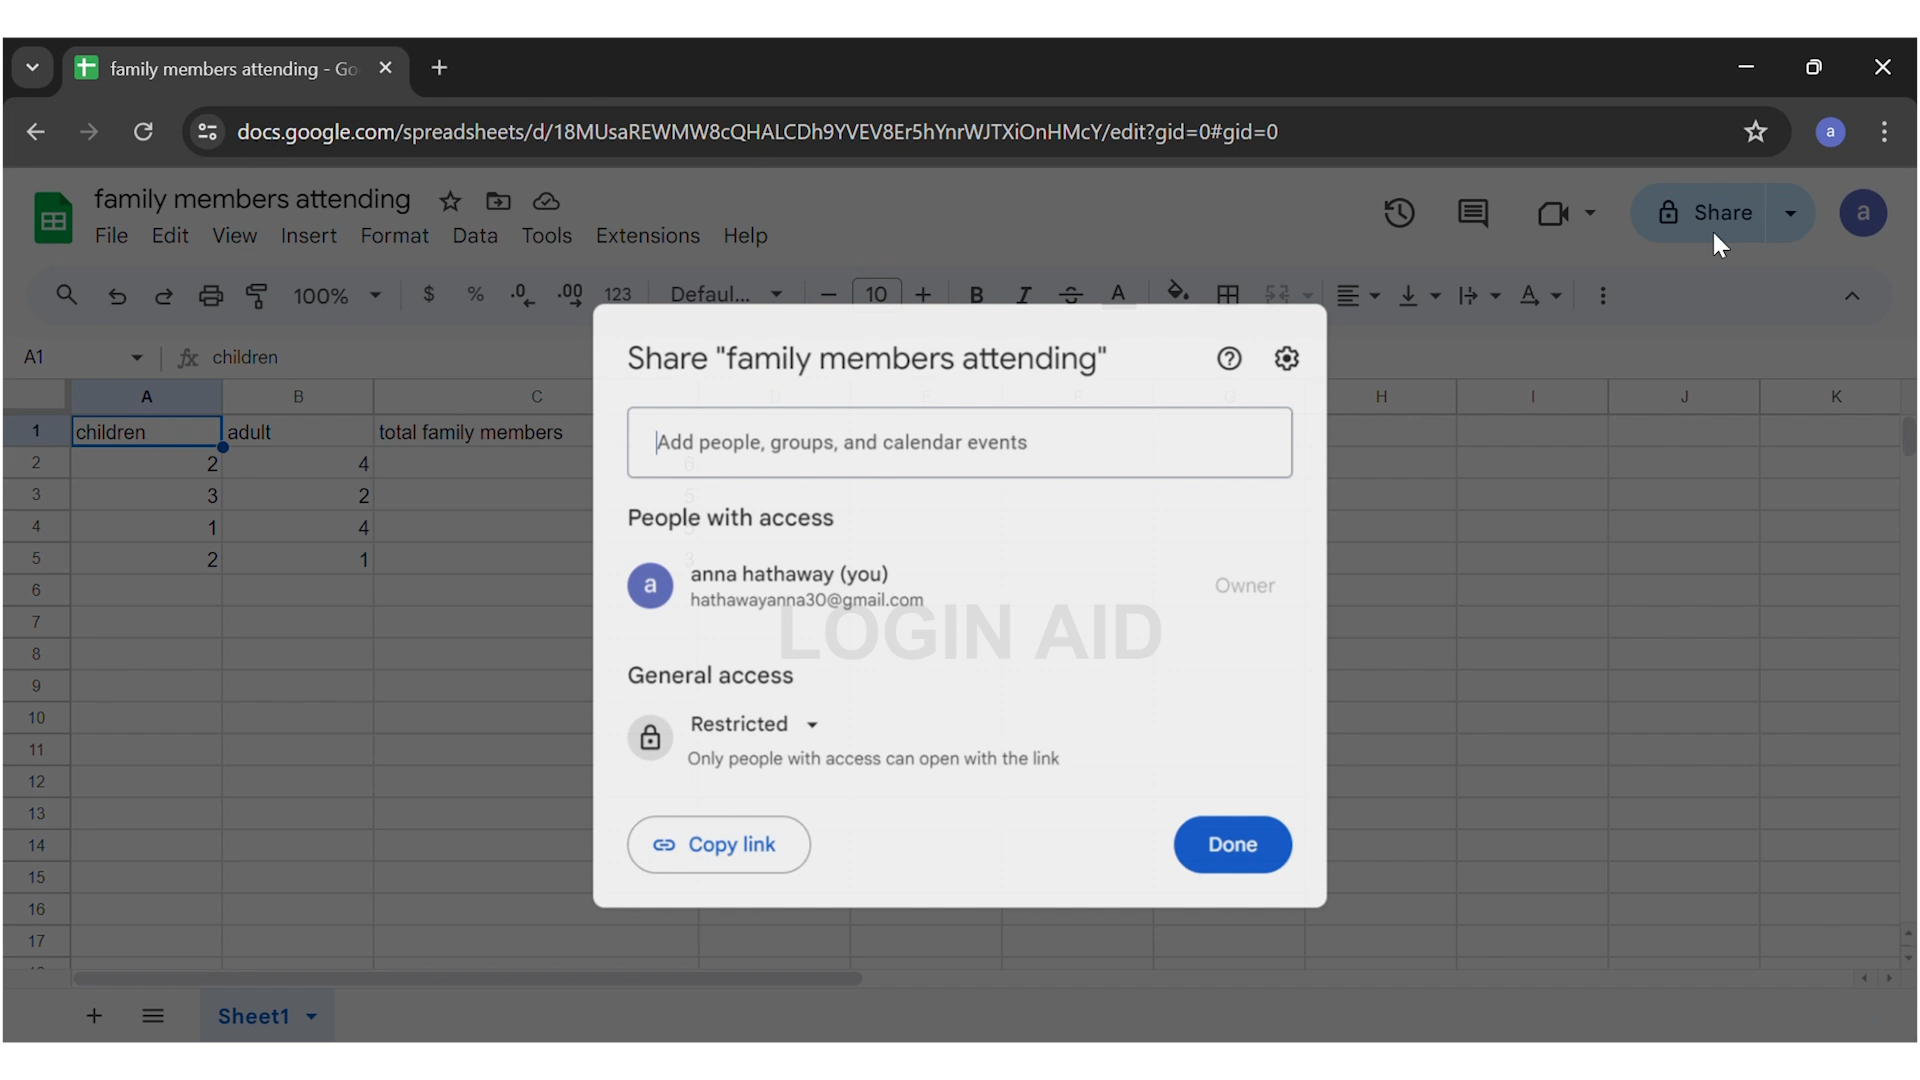 family members attending - Go
docs.google.com/spreadsheets/d/18MUsaREWMW8cQHALCDh9YVEV8Er5hYnrWJTXiOnHMcY/edit?gid=0#gid=0
a
family members attending
Share
a
File Edit View Insert Format Data Tools Extensions Help
100% $ % .0 .00 123 Defaul... 10 B I S A
A1 fx children
A B C D E F G H I J K
1 children adult total family members
2 2 4 6
3 3 2 5
4 1 4
5 2 1 3
6
7
8
9
10
11
12
13
14
15
16
17
Share "family members attending"
Add people, groups, and calendar events
People with access
a
anna hathaway (you)
hathawayanna30@gmail.com
Owner
LOGIN AID
General access
Restricted
Only people with access can open with the link
Copy link
Done
Sheet1